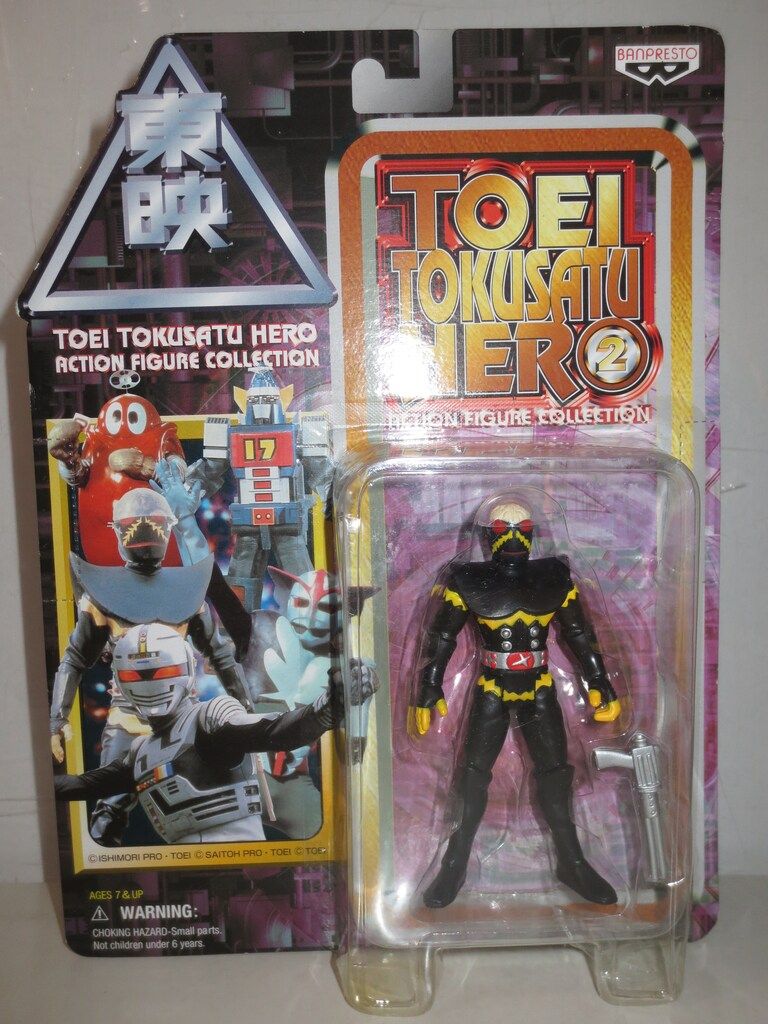 BANPRESTO
東
映
TOEI
TOKUSATU
HERO
2
ACTION FIGURE COLLECTION
TOEI TOKUSATU HERO
ACTION FIGURE COLLECTION
17
©ISHIMORI PRO・TOEI ©SAITOH PRO・TOEI ©TOEI
AGES 7 & UP
WARNING:
CHOKING HAZARD-Small parts.
Not children under 6 years.